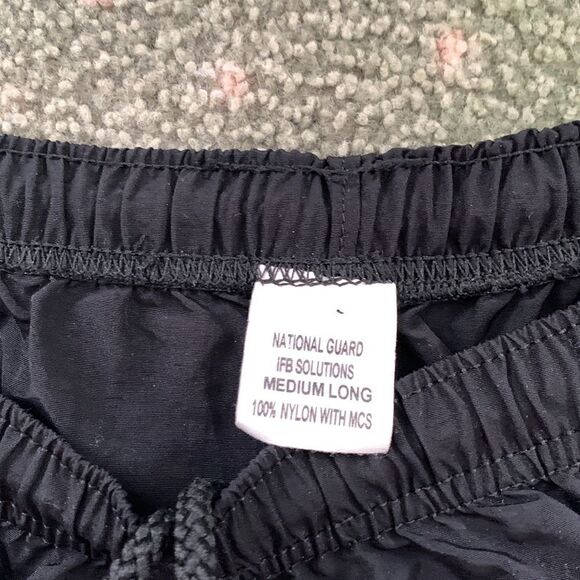 NATIONAL GUARD
IFB SOLUTIONS
MEDIUM LONG
100% NYLON WITH MCS